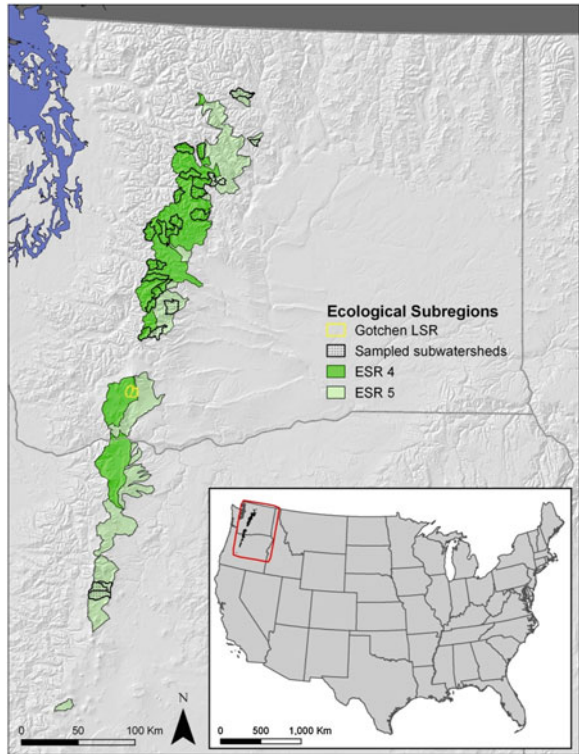 Ecological Subregions
Gotchen LSR
Sampled subwatersheds
ESR 4
ESR 5
N
0 50 100 Km
0 500 1,000 Km